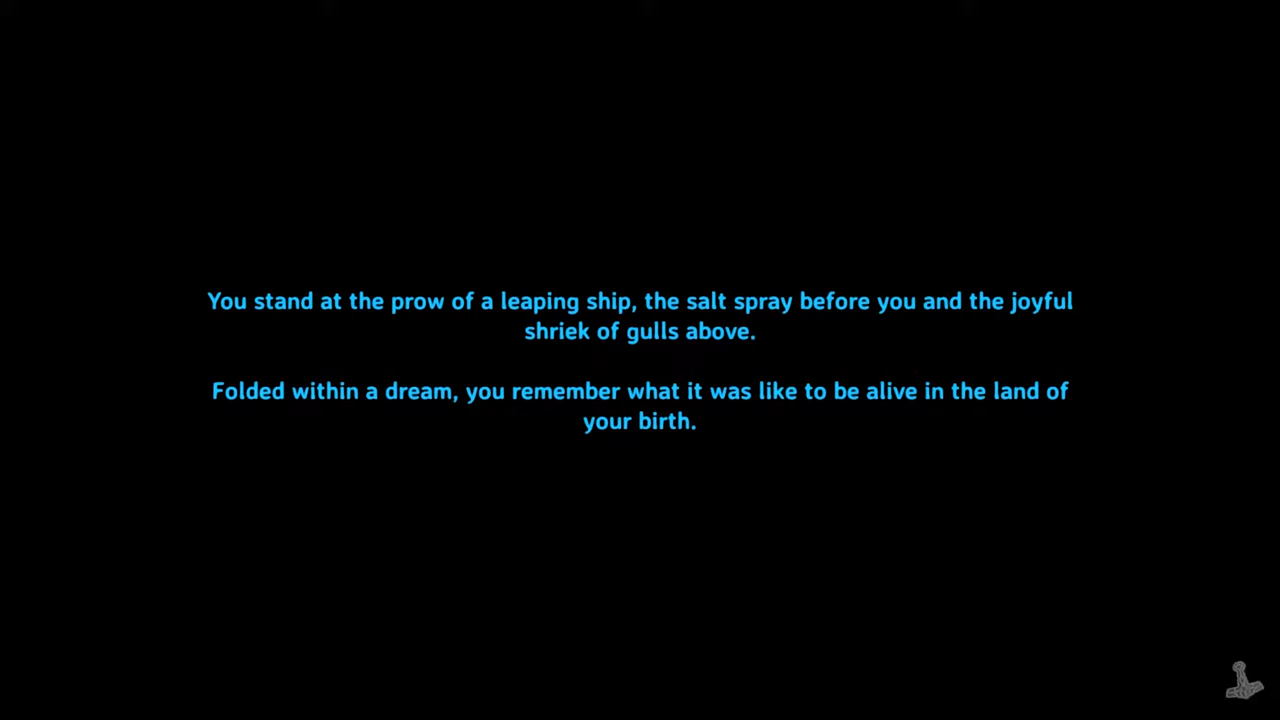 You stand at the prow of a leaping ship, the salt spray before you and the joyful
shriek of gulls above.
Folded within a dream, you remember what it was like to be alive in the land of
your birth.